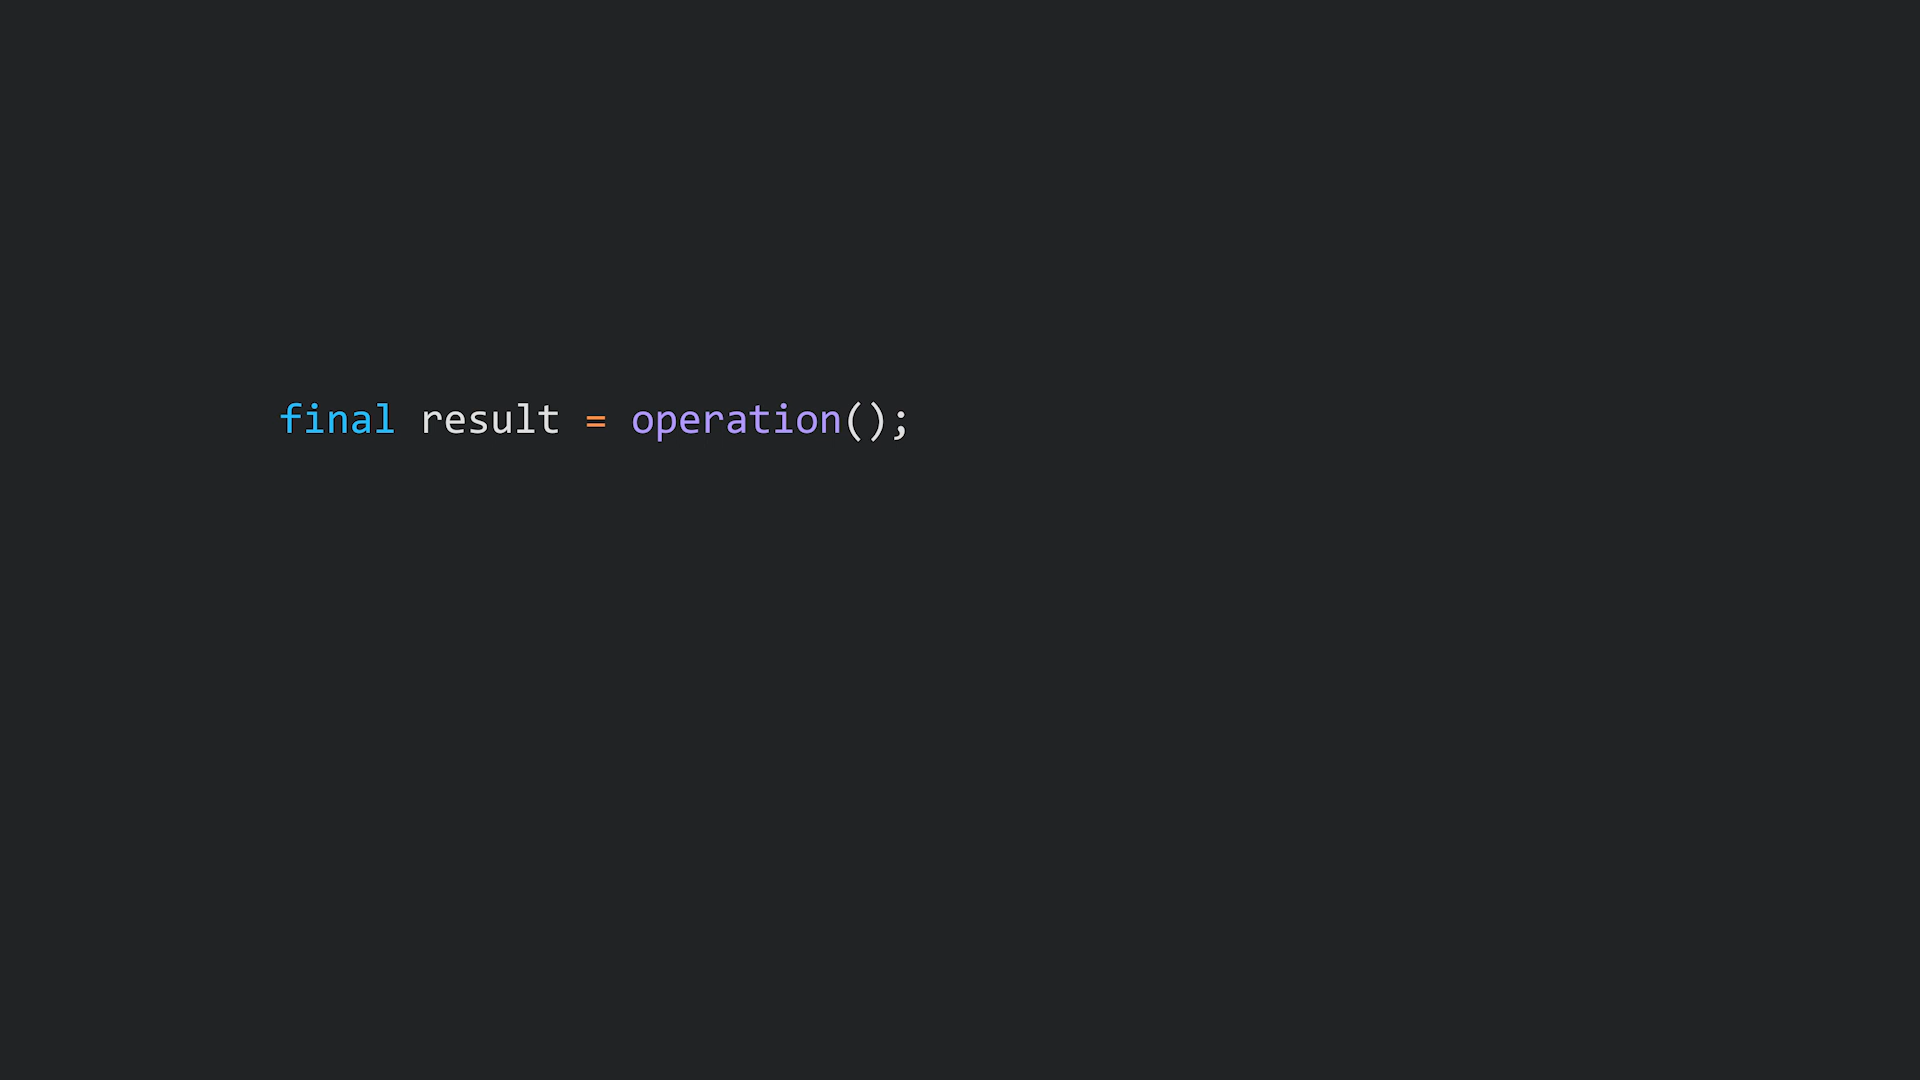 final result = operation();